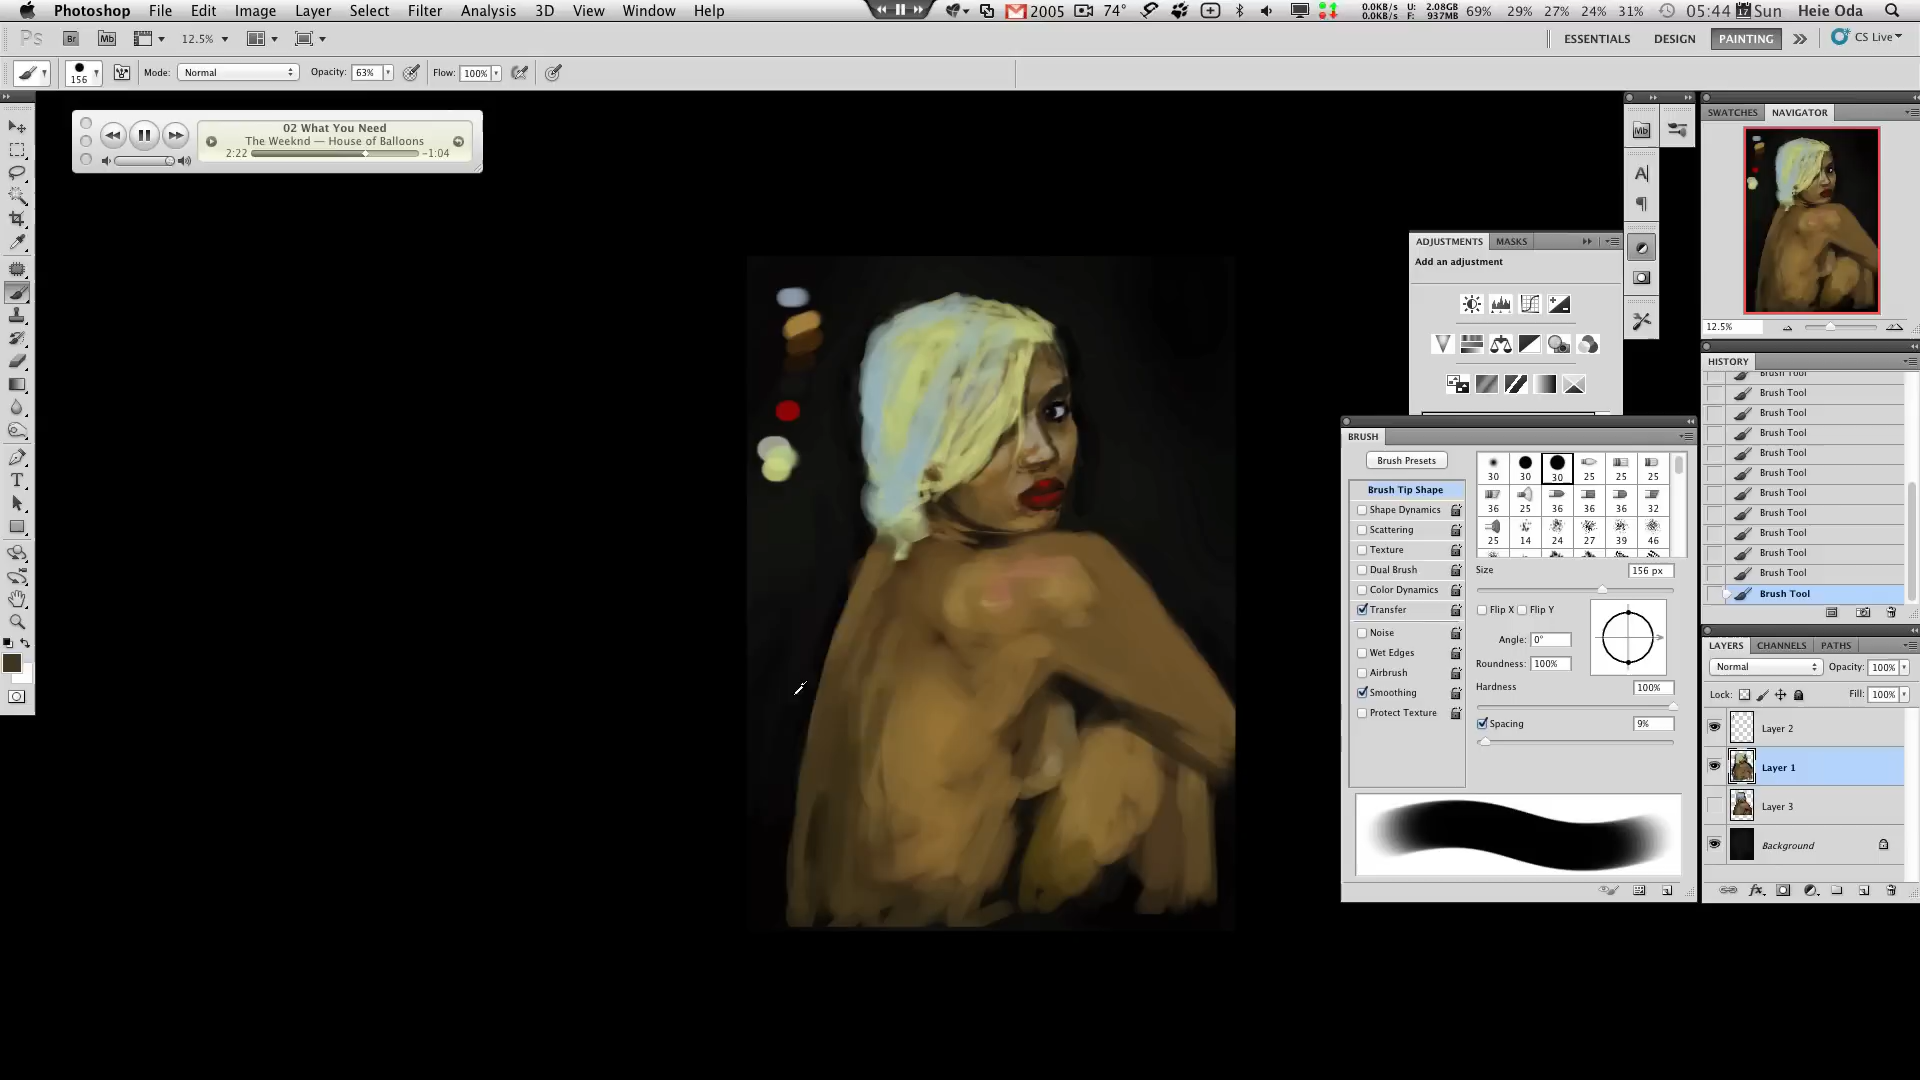 Photoshop File Edit Image Layer Select Filter Analysis 3D View Window Help
2005 74° 0.0KB/s 0.0KB/s U: 2.08GB F: 937MB 69% 29% 27% 24% 31% 05:44 17 Sun Heie Oda
Ps Br Mb 12.5% ESSENTIALS DESIGN PAINTING CS Live
156 Mode: Normal Opacity: 63% Flow: 100%
02 What You Need
The Weeknd — House of Balloons
2:22 -1:04
SWATCHES NAVIGATOR
12.5%
Mb
A
ADJUSTMENTS MASKS
Add an adjustment
HISTORY
Brush Tool
Brush Tool
Brush Tool
Brush Tool
Brush Tool
Brush Tool
Brush Tool
Brush Tool
Brush Tool
Brush Tool
Brush Tool
Brush Tool
BRUSH
Brush Presets
Brush Tip Shape
Shape Dynamics
Scattering
Texture
Dual Brush
Color Dynamics
Transfer
Noise
Wet Edges
Airbrush
Smoothing
Protect Texture
30 30 30 25 25 25
36 25 36 36 36 32
25 14 24 27 39 46
Size 156 px
Flip X Flip Y
Angle: 0°
Roundness: 100%
Hardness 100%
Spacing 9%
LAYERS CHANNELS PATHS
Normal Opacity: 100%
Lock: Fill: 100%
Layer 2
Layer 1
Layer 3
Background
fx
T